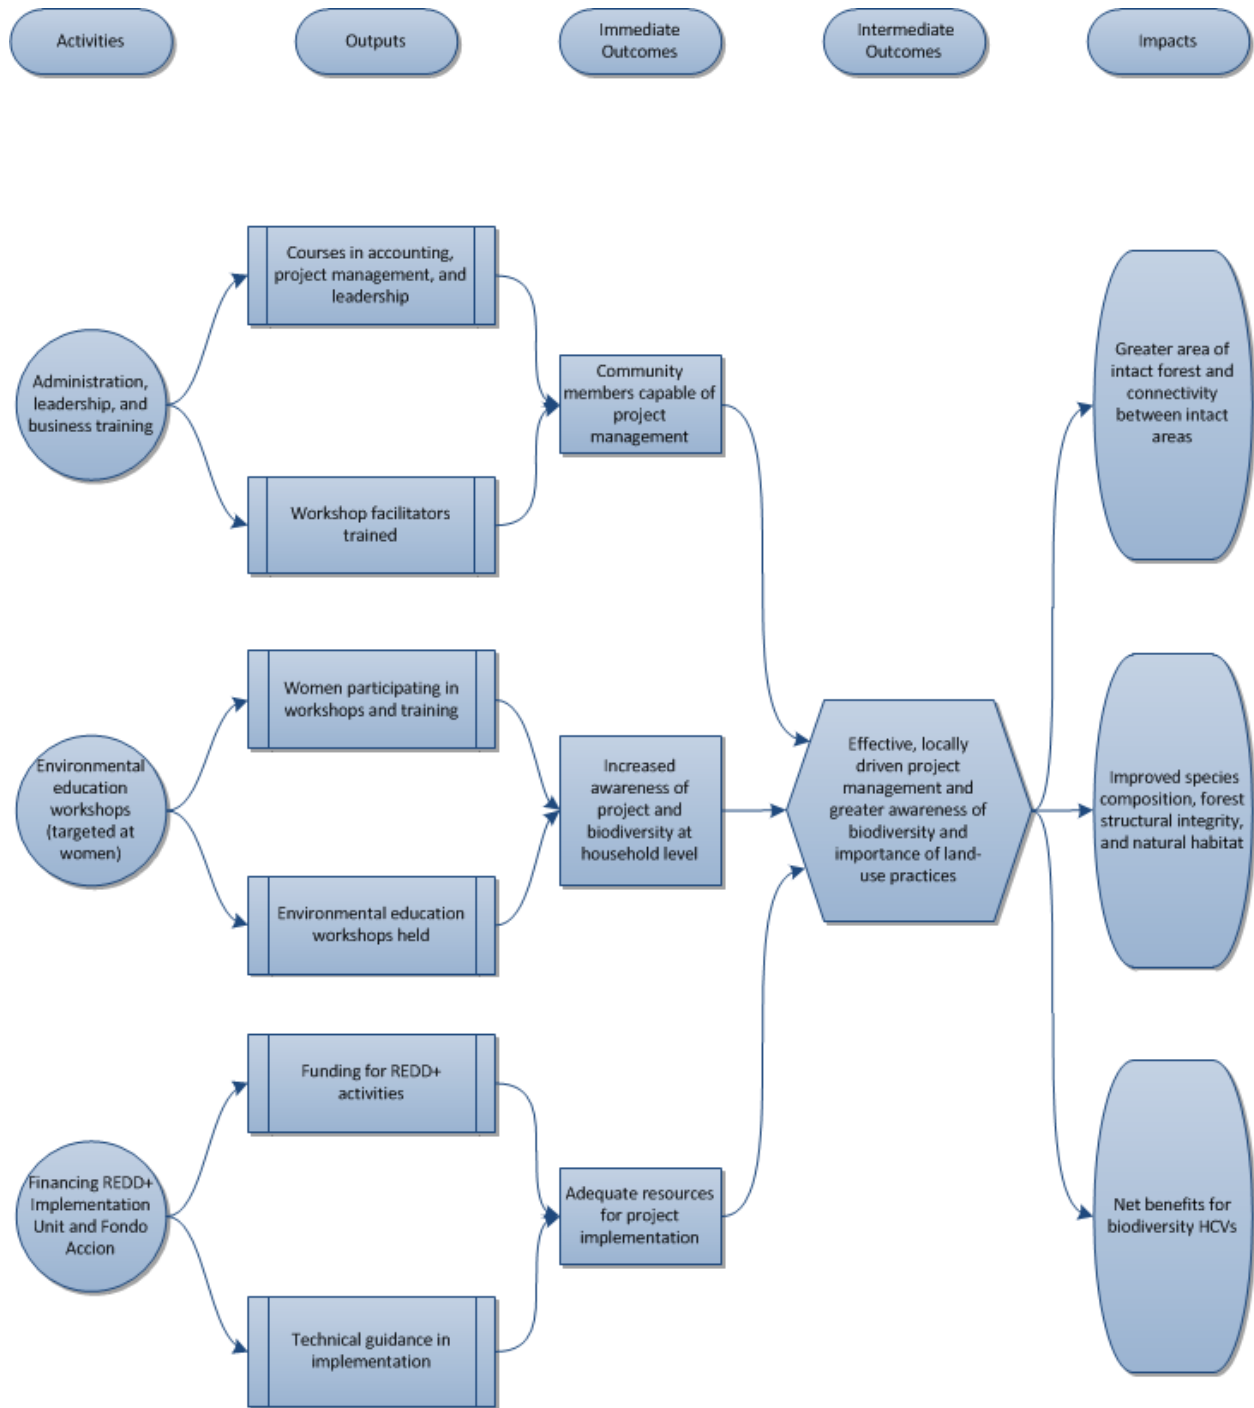 Activities
Outputs
Immediate
Outcomes
Intermediate
Outcomes
Impacts
Administration,
leadership, and
business training
Courses in accounting,
project management, and
leadership
Workshop facilitators
trained
Community
members capable of
project
management
Environmental
education
workshops
(targeted at
women)
Women participating in
workshops and training
Environmental education
workshops held
Increased
awareness of
project and
biodiversity at
household level
Financing REDD+
Implementation
Unit and Fondo
Accion
Funding for REDD+
activities
Technical guidance in
implementation
Adequate resources
for project
implementation
Effective, locally
driven project
management and
greater awareness of
biodiversity and
importance of land-
use practices
Greater area of
intact forest and
connectivity
between intact
areas
Improved species
composition, forest
structural integrity,
and natural habitat
Net benefits for
biodiversity HCVs